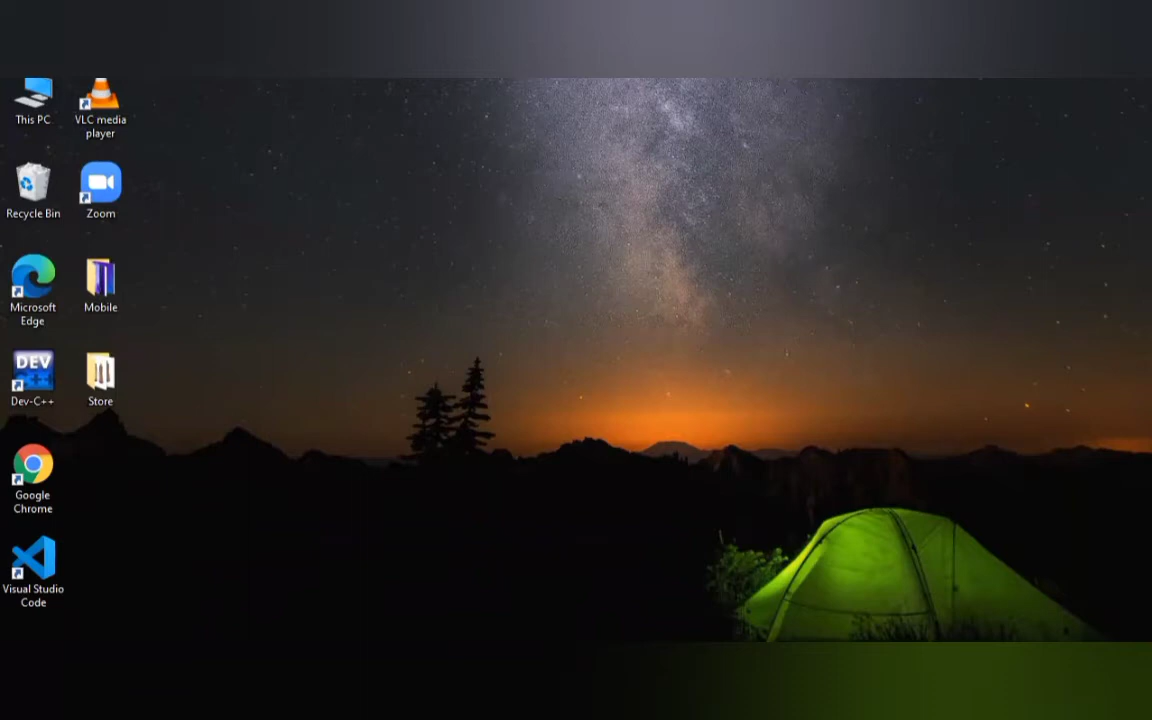 This PC
VLC media
player
Recycle Bin
Zoom
Microsoft
Edge
Mobile
DEV
C++
Dev-C++
Store
Google
Chrome
Visual Studio
Code